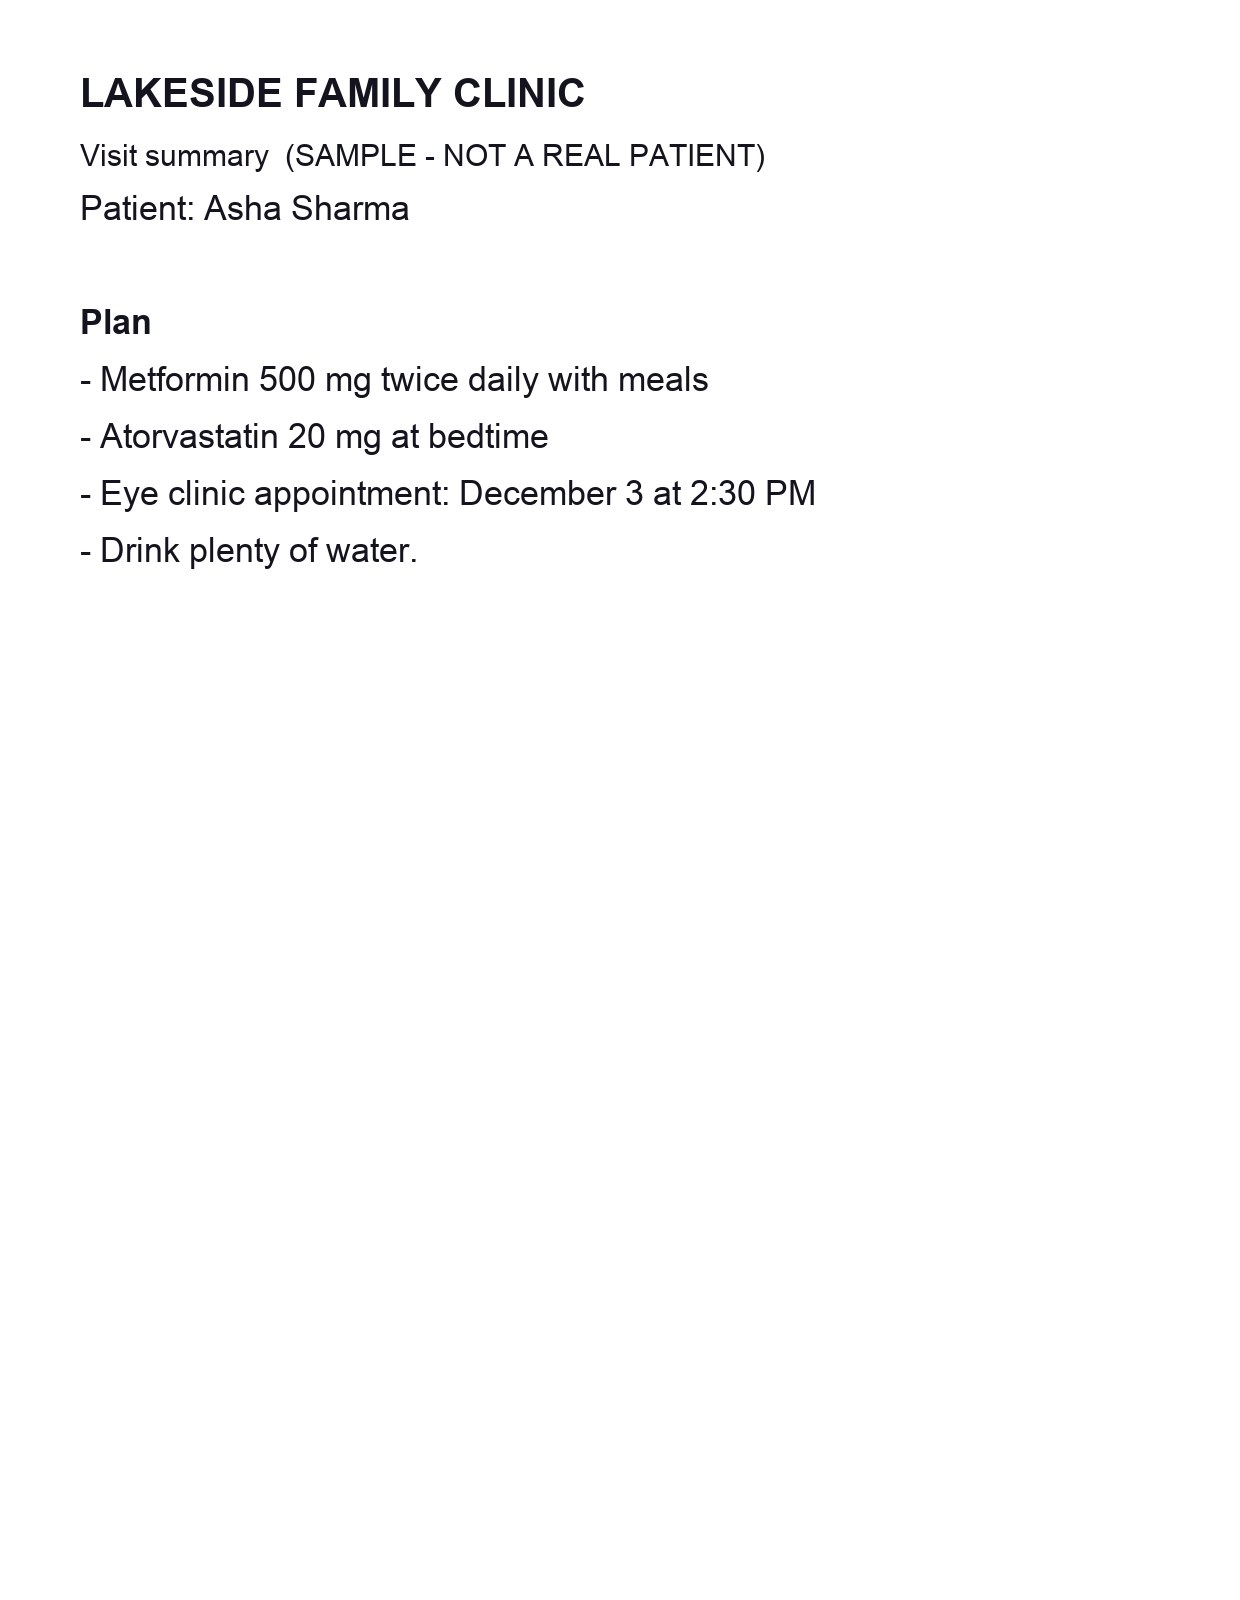 LAKESIDE FAMILY CLINIC
Visit summary  (SAMPLE - NOT A REAL PATIENT)
Patient: Asha Sharma
Plan
- Metformin 500 mg twice daily with meals
- Atorvastatin 20 mg at bedtime
- Eye clinic appointment: December 3 at 2:30 PM
- Drink plenty of water.